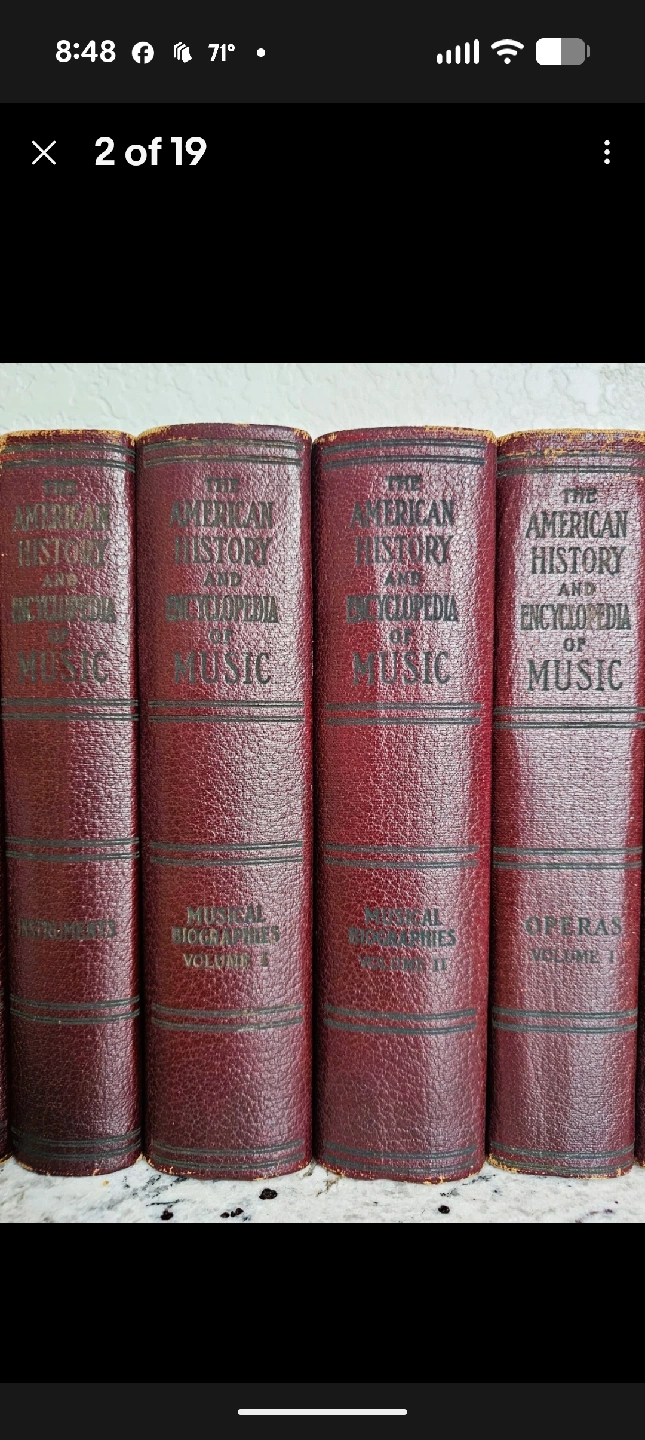 8:48
71°
2 of 19
THE
AMERICAN
HISTORY
AND
ENCYCLOPEDIA
OF
MUSIC
INSTRUMENTS
THE
AMERICAN
HISTORY
AND
ENCYCLOPEDIA
OF
MUSIC
MUSICAL
BIOGRAPHIES
VOLUME I
THE
AMERICAN
HISTORY
AND
ENCYCLOPEDIA
OF
MUSIC
MUSICAL
BIOGRAPHIES
VOLUME II
THE
AMERICAN
HISTORY
AND
ENCYCLOPEDIA
OF
MUSIC
OPERAS
VOLUME I